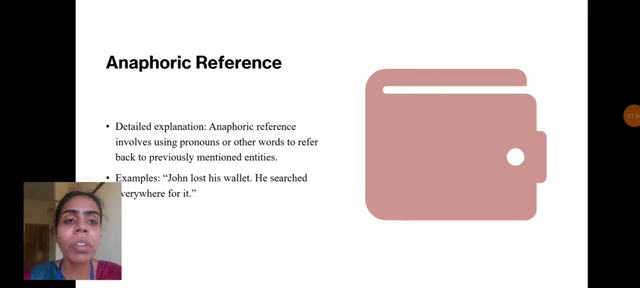 Anaphoric Reference
• Detailed explanation: Anaphoric reference
involves using pronouns or other words to refer
back to previously mentioned entities.
• Examples: “John lost his wallet. He searched
everywhere for it.”